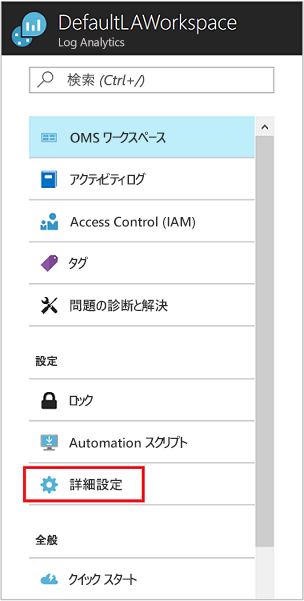 DefaultLAWorkspace
Log Analytics
検索 (Ctrl+/)
OMS ワークスペース
アクティビティログ
Access Control (IAM)
タグ
問題の診断と解決
設定
ロック
Automation スクリプト
詳細設定
全般
クイック スタート